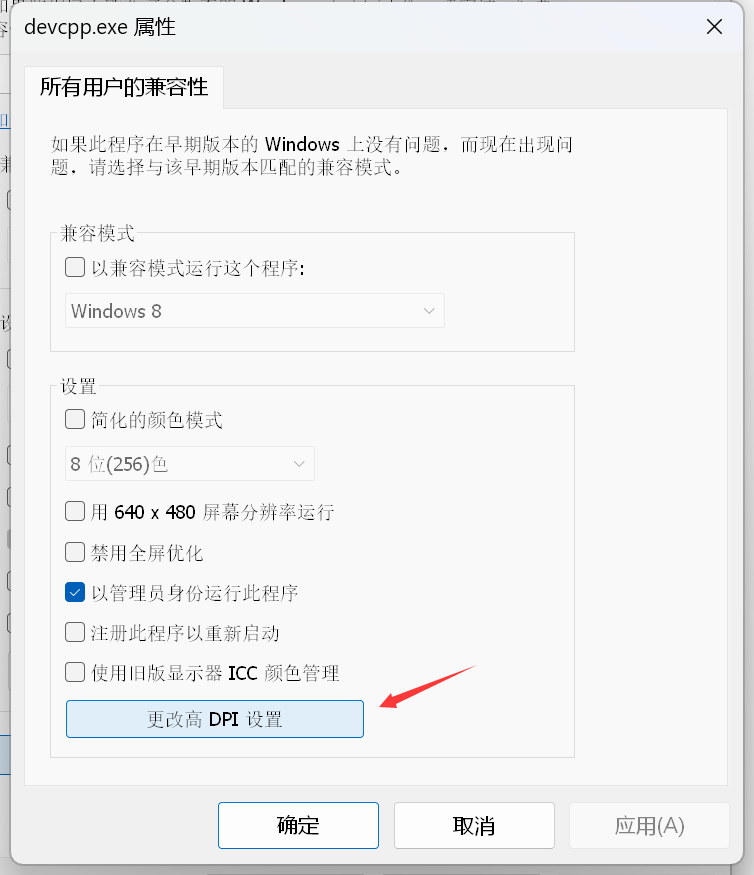 devcpp.exe 属性
所有用户的兼容性
如果此程序在早期版本的 Windows 上没有问题，而现在出现问
题，请选择与该早期版本匹配的兼容模式。
兼容模式
以兼容模式运行这个程序:
Windows 8
设置
简化的颜色模式
8 位(256)色
用 640 x 480 屏幕分辨率运行
禁用全屏优化
以管理员身份运行此程序
注册此程序以重新启动
使用旧版显示器 ICC 颜色管理
更改高 DPI 设置
确定
取消
应用(A)